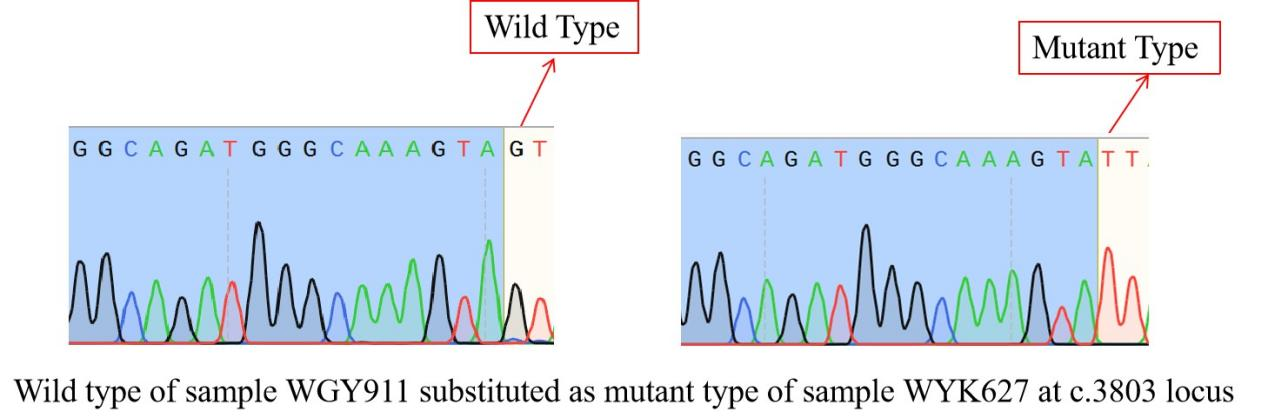 Wild Type
Mutant Type
G G C A G A T G G G C A A A G T A G T
G G C A G A T G G G C A A A G T A T T
Wild type of sample WGY911 substituted as mutant type of sample WYK627 at c.3803 locus